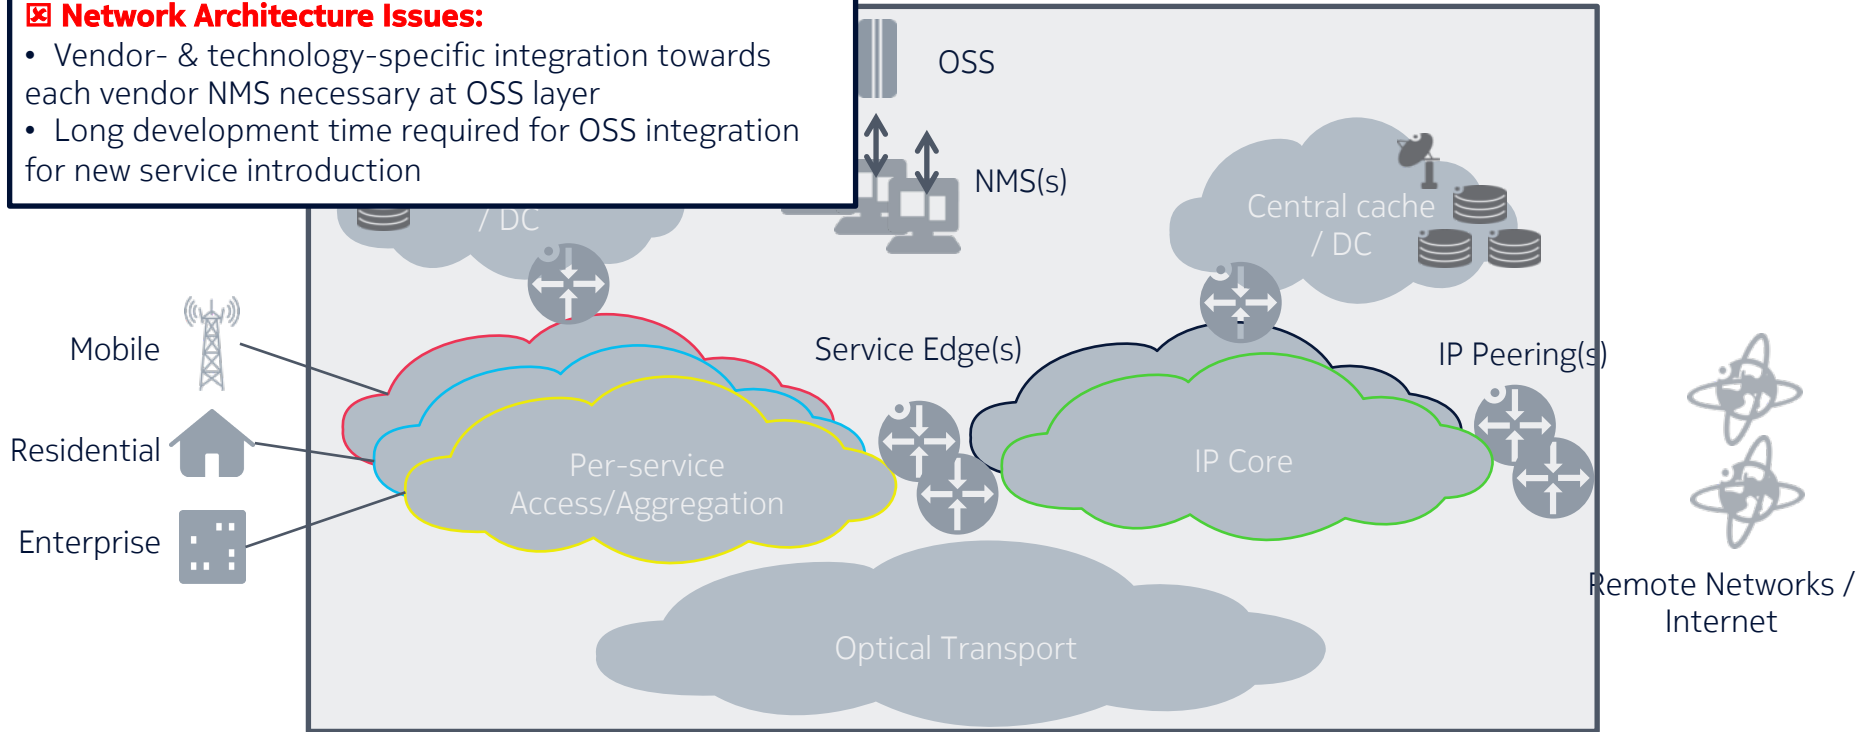 ☒ Network Architecture Issues:
• Vendor- & technology-specific integration towards
each vendor NMS necessary at OSS layer
• Long development time required for OSS integration
for new service introduction
OSS
NMS(s)
/ DC
Central cache
/ DC
Mobile
Service Edge(s)
IP Peering(s)
Residential
Per-service
Access/Aggregation
IP Core
Enterprise
Remote Networks /
Internet
Optical Transport